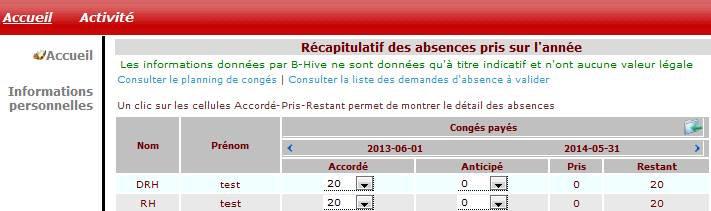 Accueil Activité
Accueil
Informations personnelles
Récapitulatif des absences pris sur l'année
Les informations données par B-Hive ne sont données qu'à titre indicatif et n'ont aucune valeur légale
Consulter le planning de congés | Consulter la liste des demandes d'absence à valider
Un clic sur les cellules Accordé-Pris-Restant permet de montrer le détail des absences
Nom Prénom Congés payés
2013-06-01 2014-05-31
Accordé Anticipé Pris Restant
DRH test 20 0 0 20
RH test 20 0 0 20